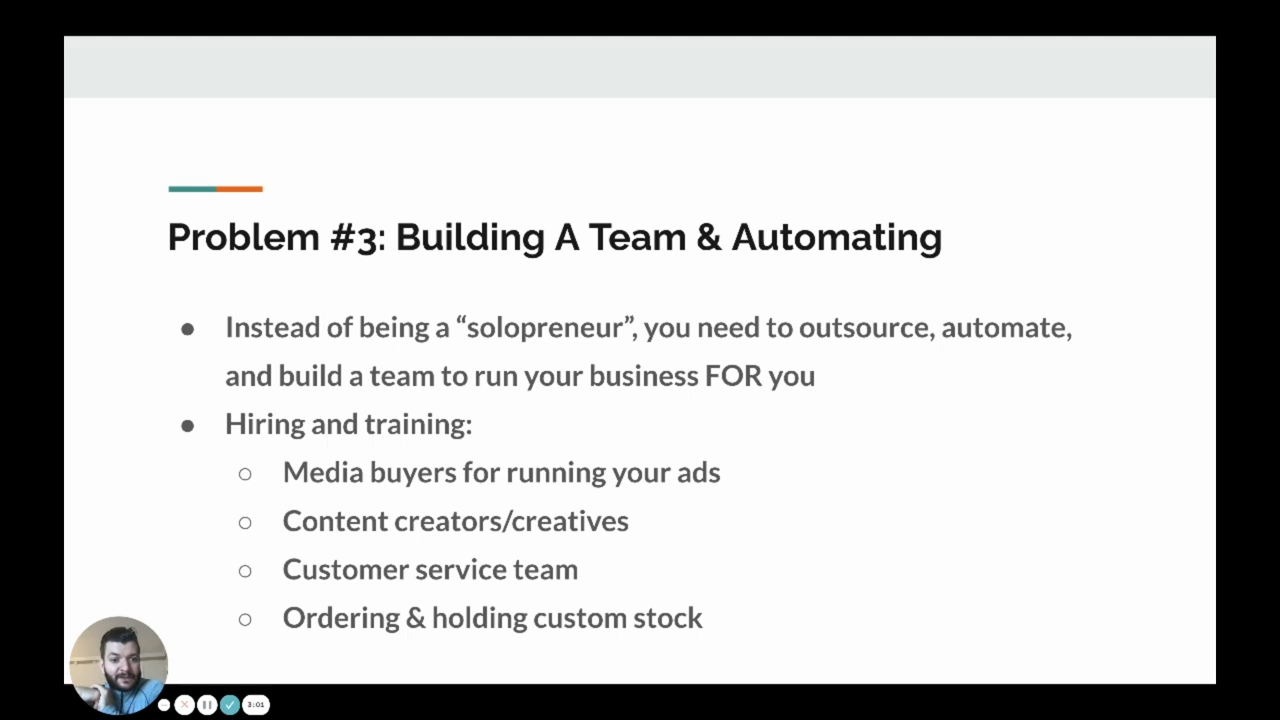 Problem #3: Building A Team & Automating
● Instead of being a “solopreneur”, you need to outsource, automate,
and build a team to run your business FOR you
● Hiring and training:
○ Media buyers for running your ads
○ Content creators/creatives
○ Customer service team
○ Ordering & holding custom stock
3:01